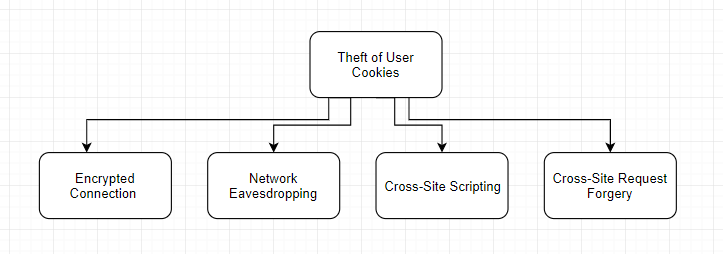 Theft of User
Cookies
Encrypted
Connection
Network
Eavesdropping
Cross-Site Scripting
Cross-Site Request
Forgery